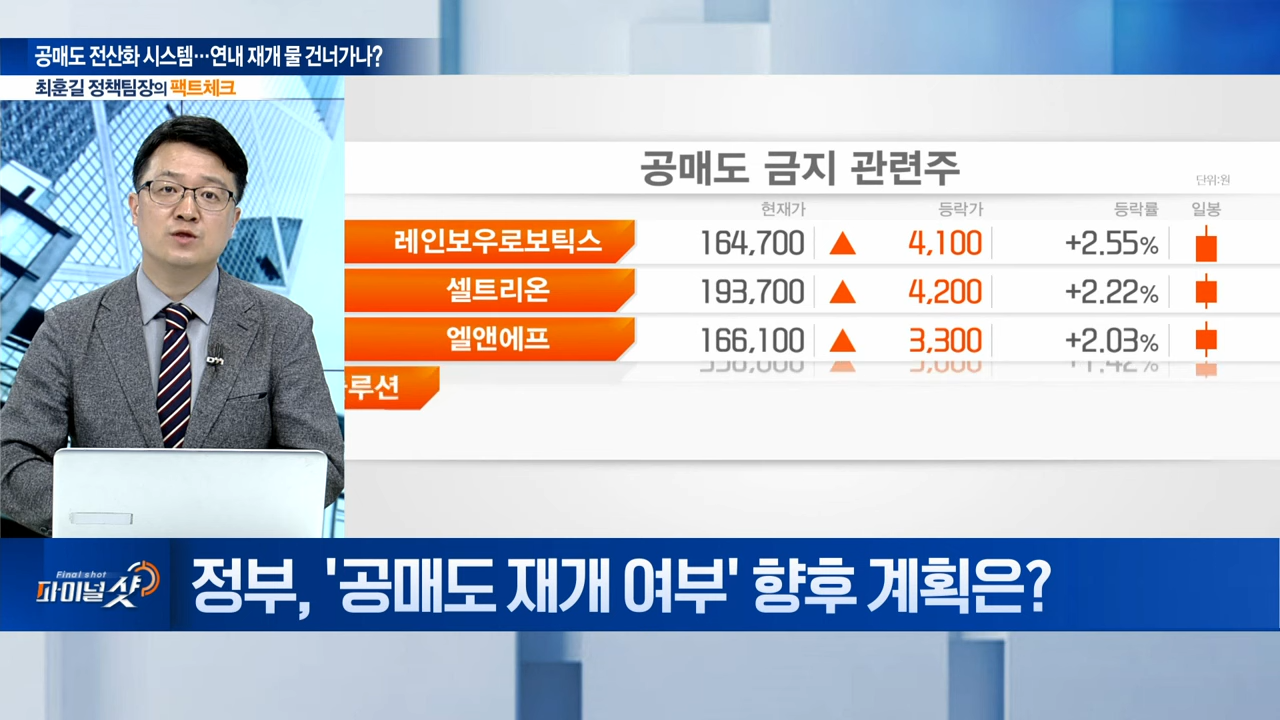 공매도 전산화 시스템…연내 재개 물 건너가나?
최훈길 정책팀장의 팩트체크
공매도 금지 관련주
단위:원
현재가 등락가 등락률 일봉
레인보우로보틱스 164,700 ▲ 4,100 +2.55%
셀트리온 193,700 ▲ 4,200 +2.22%
엘앤에프 166,100 ▲ 3,300 +2.03%
루션
Final shot
파이널샷
정부, '공매도 재개 여부' 향후 계획은?